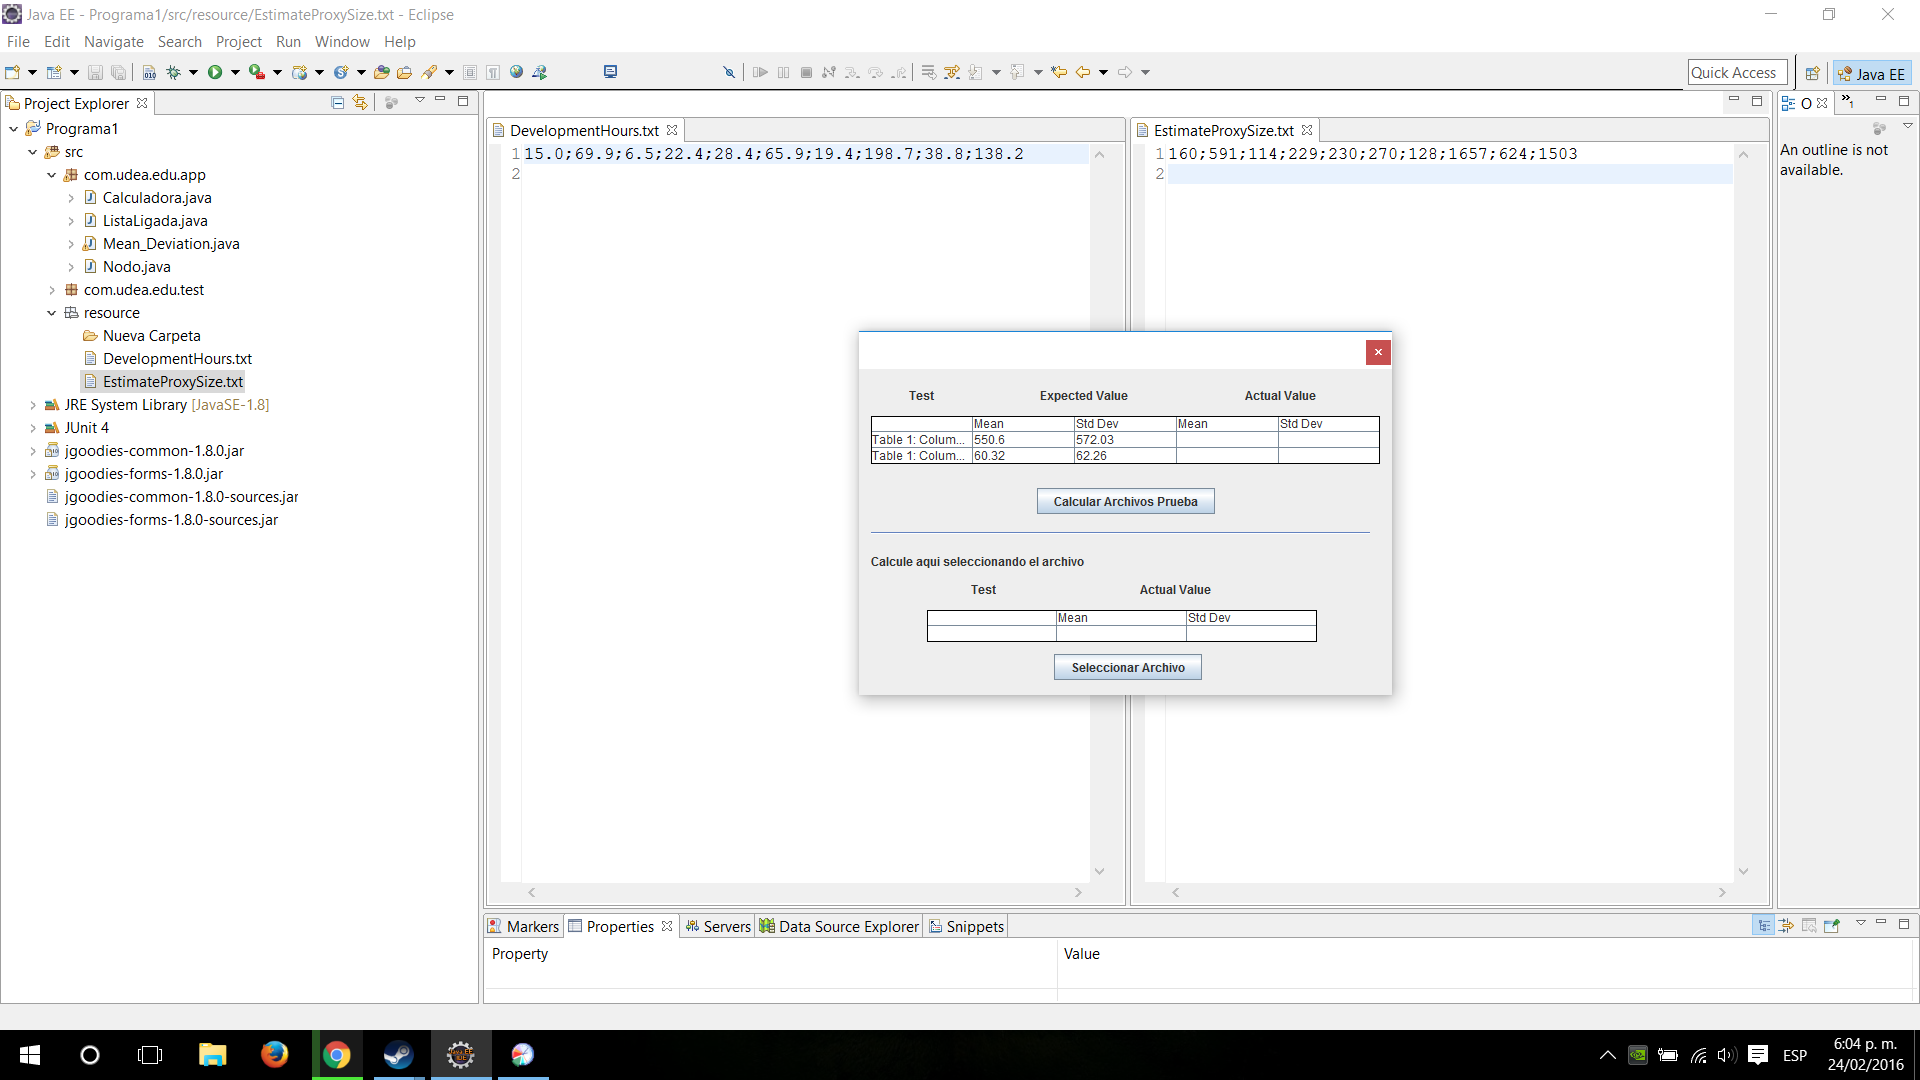 Java EE - Programa1/src/resource/EstimateProxySize.txt - Eclipse
File Edit Navigate Search Project Run Window Help
Quick Access
Java EE
Project Explorer
Programa1
src
com.udea.edu.app
Calculadora.java
ListaLigada.java
Mean_Deviation.java
Nodo.java
com.udea.edu.test
resource
Nueva Carpeta
DevelopmentHours.txt
EstimateProxySize.txt
JRE System Library [JavaSE-1.8]
JUnit 4
jgoodies-common-1.8.0.jar
jgoodies-forms-1.8.0.jar
jgoodies-common-1.8.0-sources.jar
jgoodies-forms-1.8.0-sources.jar
DevelopmentHours.txt
1 15.0;69.9;6.5;22.4;28.4;65.9;19.4;198.7;38.8;138.2
2
EstimateProxySize.txt
1 160;591;114;229;230;270;128;1657;624;1503
2
O
An outline is not
available.
Test Expected Value Actual Value
Mean Std Dev Mean Std Dev
Table 1: Colum... 550.6 572.03
Table 1: Colum... 60.32 62.26
Calcular Archivos Prueba
Calcule aqui seleccionando el archivo
Test Actual Value
Mean Std Dev
Seleccionar Archivo
Markers Properties Servers Data Source Explorer Snippets
Property Value
ESP
6:04 p. m.
24/02/2016